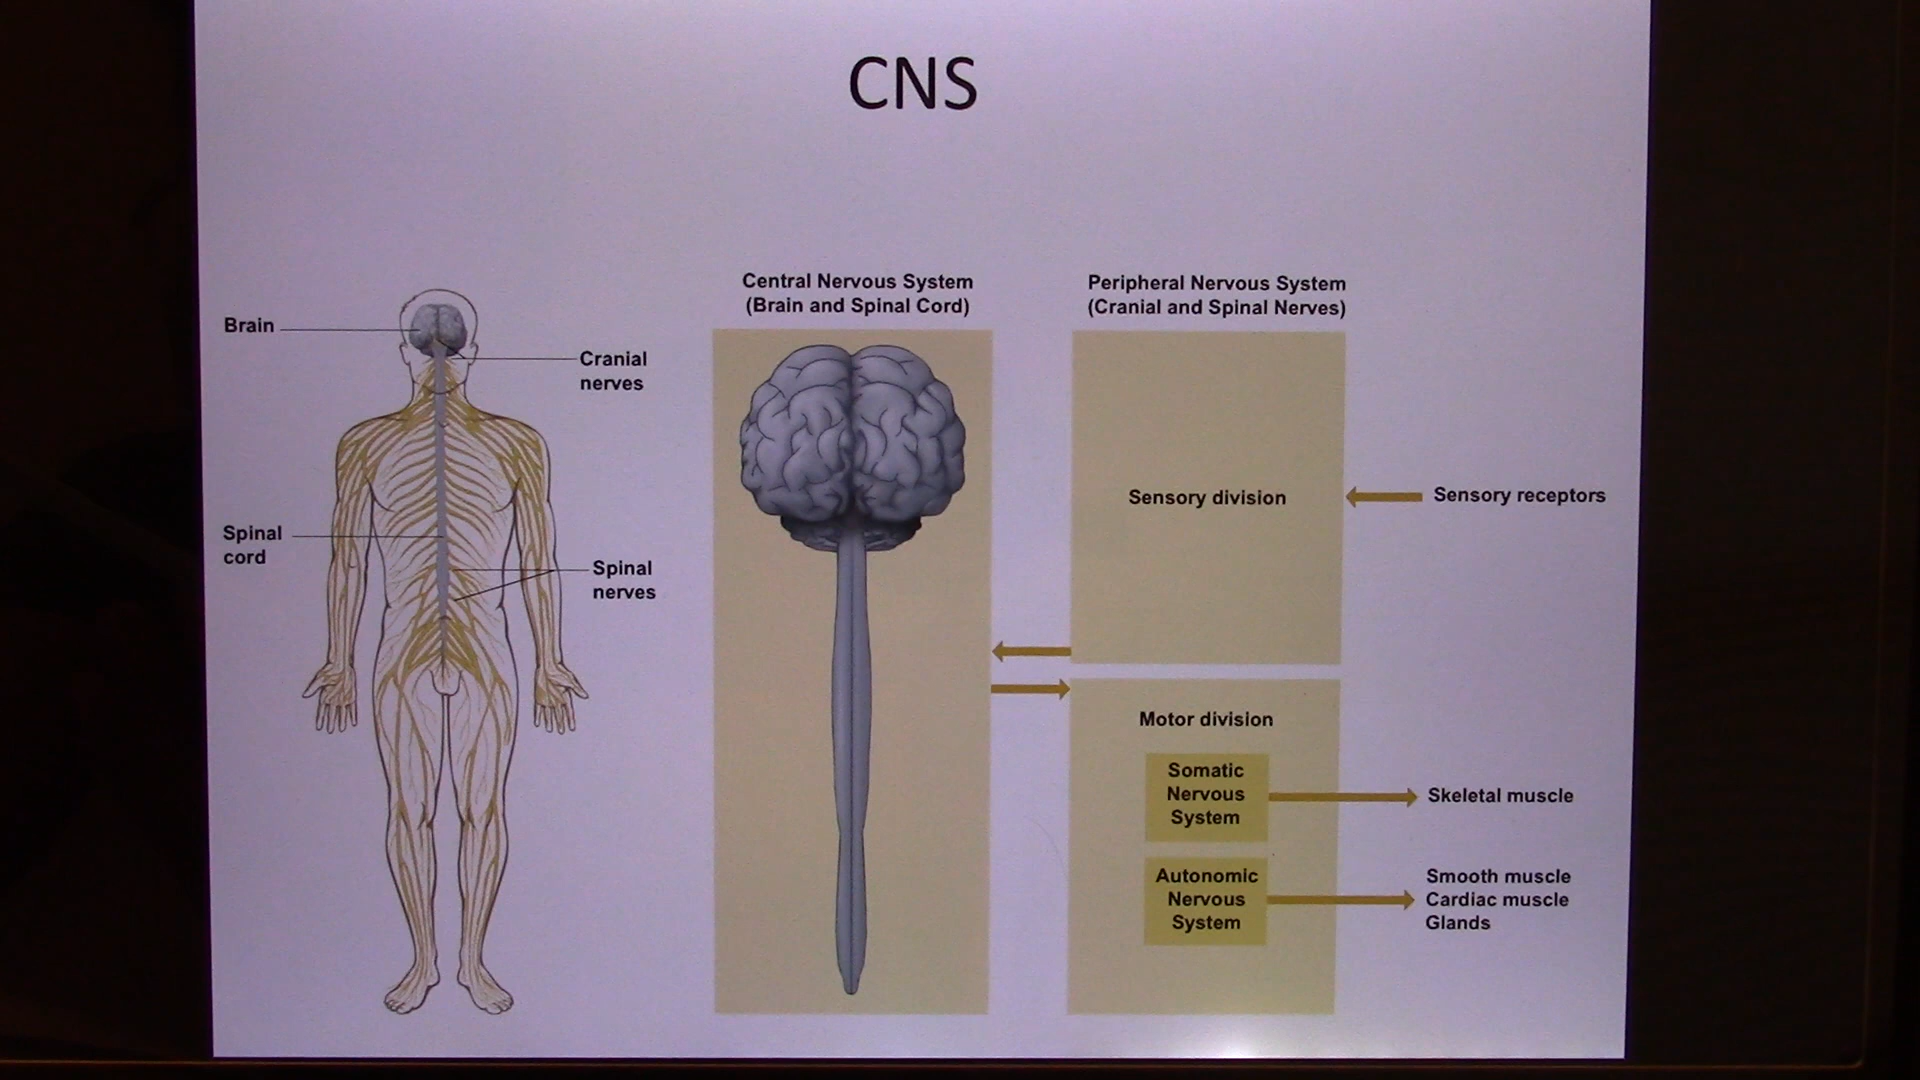 CNS
Brain
Cranial
nerves
Spinal
cord
Spinal
nerves
Central Nervous System
(Brain and Spinal Cord)
Peripheral Nervous System
(Cranial and Spinal Nerves)
Sensory division
Sensory receptors
Motor division
Somatic
Nervous
System
Skeletal muscle
Autonomic
Nervous
System
Smooth muscle
Cardiac muscle
Glands